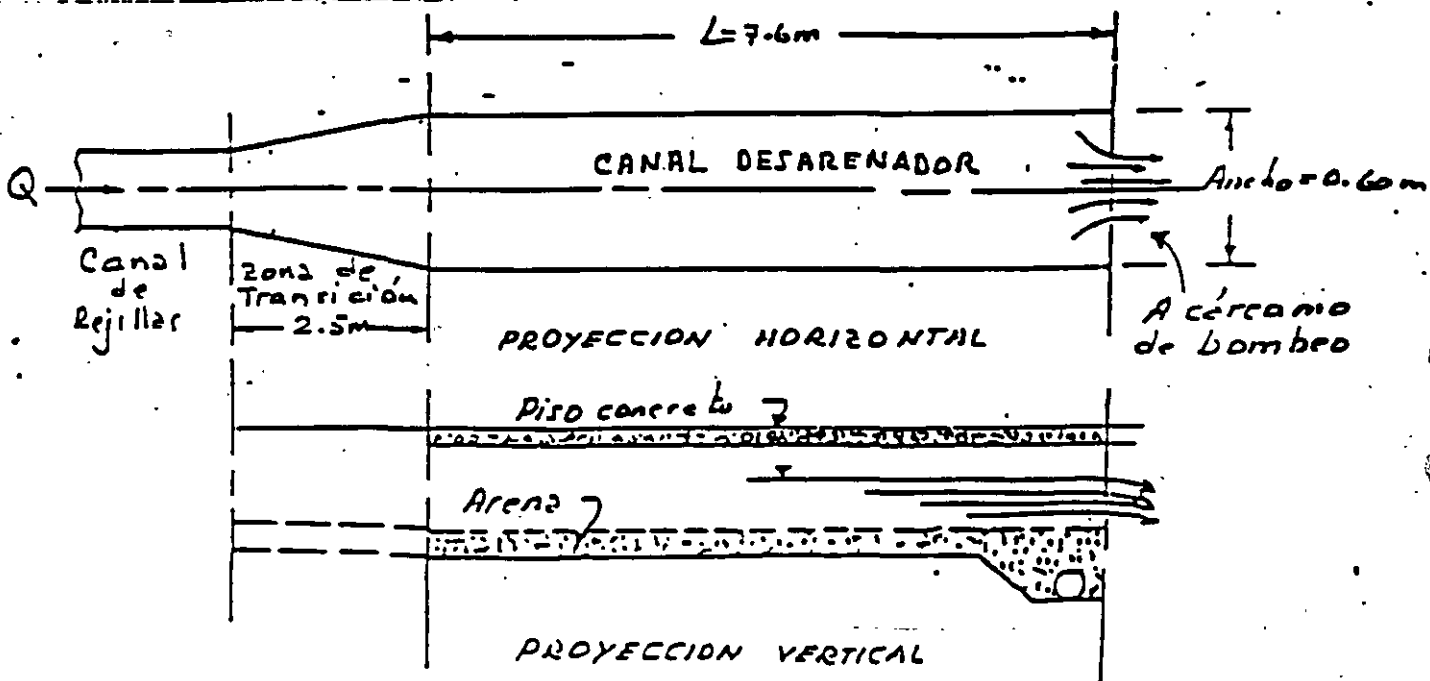 L=7.6m
CANAL DESARENADOR
Q
Ancho=0.60m
Canal
de
Rejillas
Zona de
Transición
2.5m
A cárcamo
de bombeo
PROYECCION HORIZONTAL
Piso concreto
Arena
PROYECCION VERTICAL